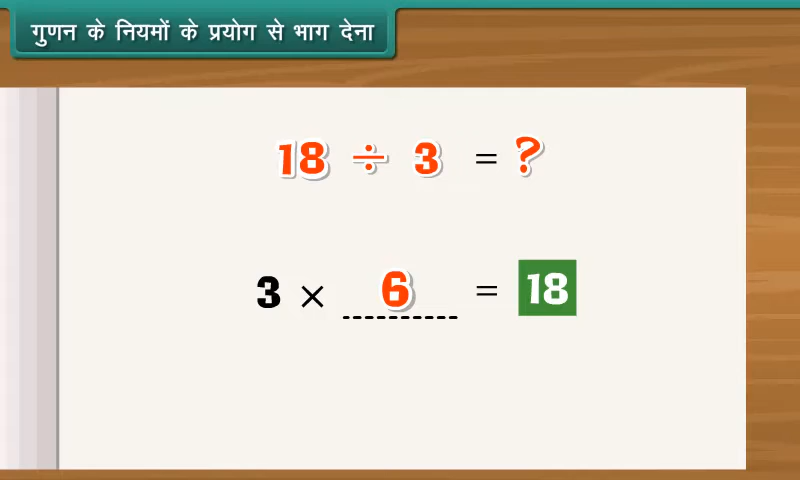 गुणन के नियमों के प्रयोग से भाग देना
18 ÷ 3 = ?
3 × 6 = 18